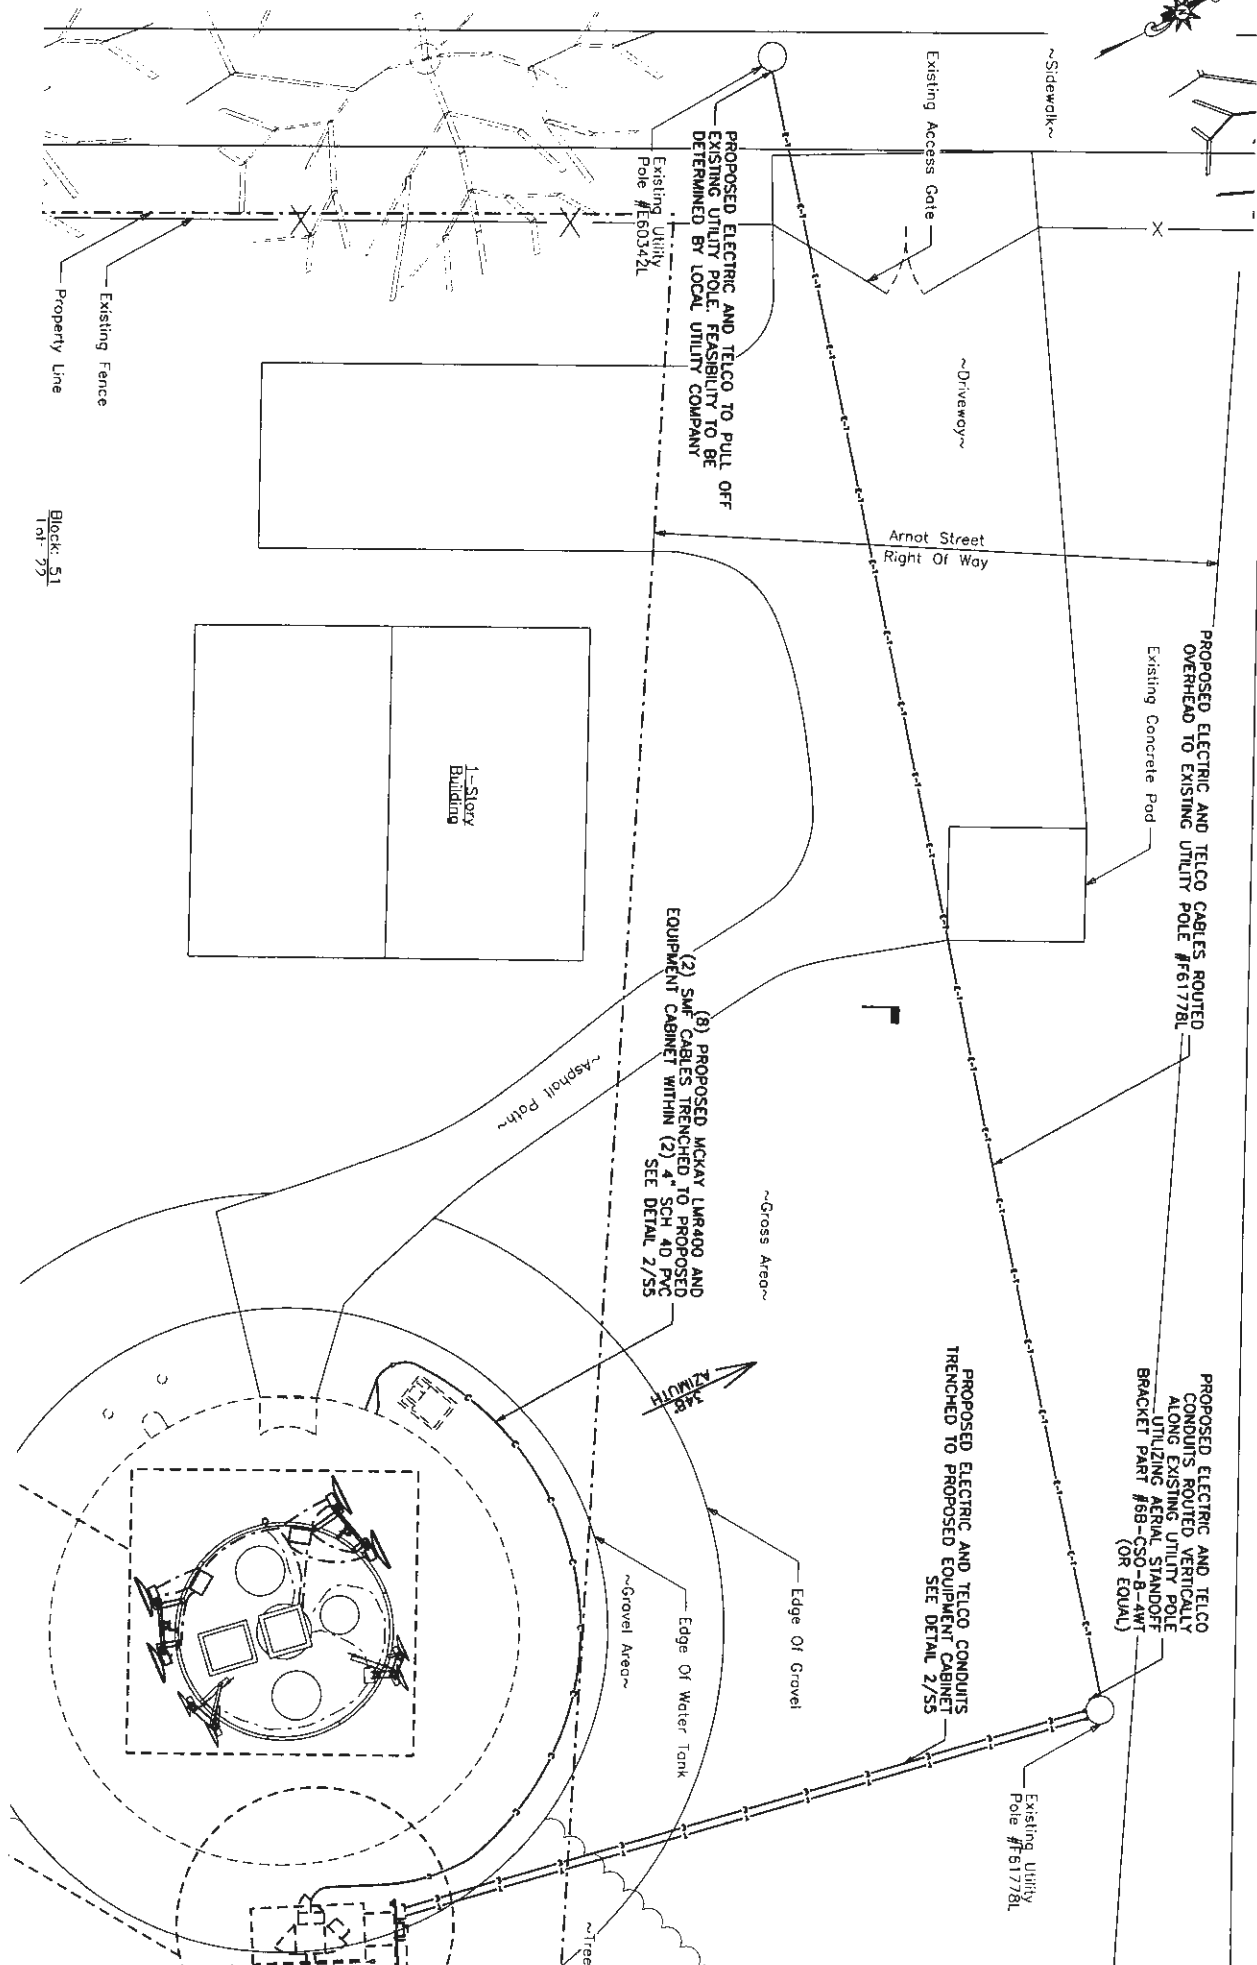 ~Sidewalk~
Existing Access Gate
PROPOSED ELECTRIC AND TELCO TO PULL OFF
EXISTING UTILITY POLE. FEASIBILITY TO BE
DETERMINED BY LOCAL UTILITY COMPANY
Existing Utility
Pole #E60342L
Existing Fence
Property Line
~Driveway~
Block: 51
Lot: 22
Arnot Street
Right Of Way
PROPOSED ELECTRIC AND TELCO CABLES ROUTED
OVERHEAD TO EXISTING UTILITY POLE #F61778L
Existing Concrete Pad
1-Story
Building
(8) PROPOSED MCKAY LMR400 AND
(2) SMF CABLES TRENCHED TO PROPOSED
EQUIPMENT CABINET WITHIN (2) 4" SCH 40 PVC
SEE DETAIL 2/S5
~Asphalt Path~
~Grass Area~
348°
AZIMUTH
PROPOSED ELECTRIC AND TELCO
CONDUITS ROUTED VERTICALLY
ALONG EXISTING UTILITY POLE
UTILIZING AERIAL STANDOFF
BRACKET PART #6B-CSO-8-4WT
(OR EQUAL)
PROPOSED ELECTRIC AND TELCO CONDUITS
TRENCHED TO PROPOSED EQUIPMENT CABINET
SEE DETAIL 2/S5
Edge Of Gravel
Edge Of Water Tank
~Gravel Area~
Existing Utility
Pole #F61778L
~Tree